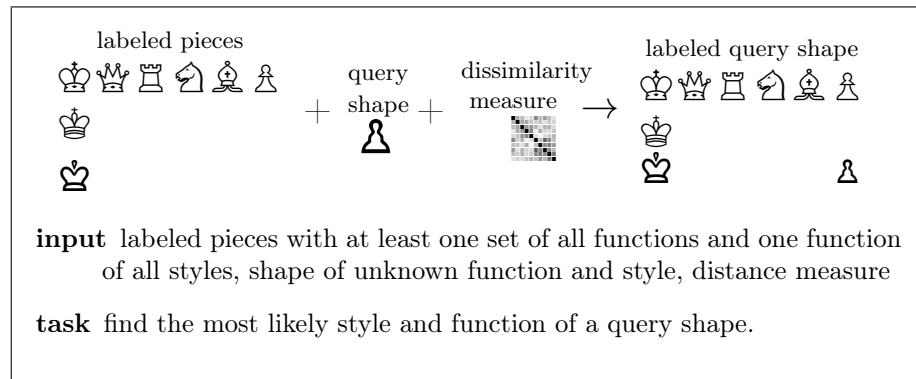 labeled pieces
query
shape
dissimilarity
measure
labeled query shape
+ + →
input labeled pieces with at least one set of all functions and one function
of all styles, shape of unknown function and style, distance measure
task find the most likely style and function of a query shape.